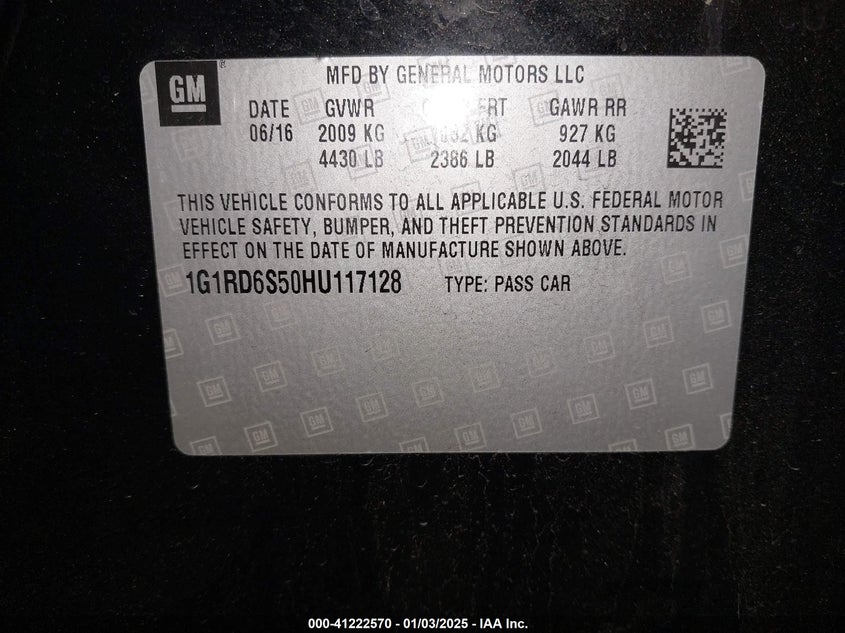 GM
MFD BY GENERAL MOTORS LLC
DATE GVWR FRT GAWR RR
06/16 2009 KG KG 927 KG
4430 LB 2386 LB 2044 LB
THIS VEHICLE CONFORMS TO ALL APPLICABLE U.S. FEDERAL MOTOR
VEHICLE SAFETY, BUMPER, AND THEFT PREVENTION STANDARDS IN
EFFECT ON THE DATE OF MANUFACTURE SHOWN ABOVE.
1G1RD6S50HU117128 TYPE: PASS CAR
000-41222570 - 01/03/2025 - IAA Inc.